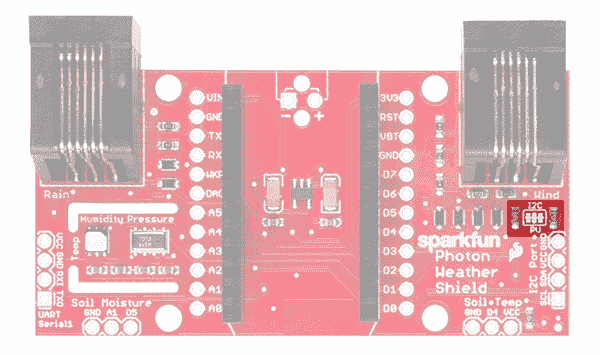 VIN
GND
TX
RX
WKP
DAC
A5
A4
A3
A2
A1
A0
3V3
RST
VBT
GND
D7
D6
D5
D4
D3
D2
D1
D0
Rain
Wind
Humidity Pressure
Temp
VCC
GND
RXI
TXO
UART
Serial1
Soil Moisture
GND A1 D5
I2C
PU
sparkfun
Photon
Weather
Shield
I2C Port
GND
VCC
SDA
SCL
Soil+Temp
GND D4 VCC
- +